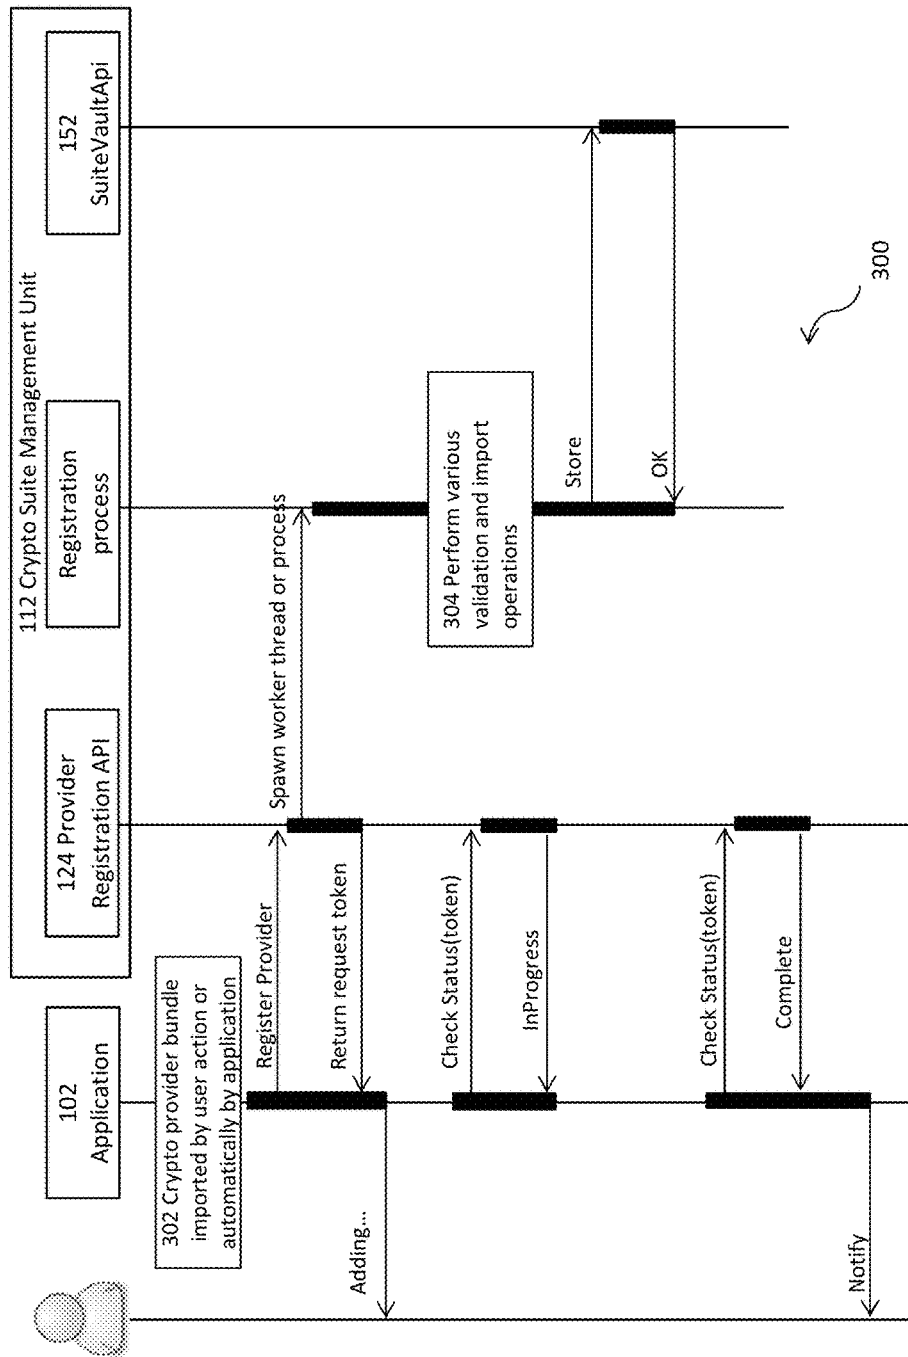 112 Crypto Suite Management Unit
102
Application
124 Provider
Registration API
Registration
process
152
SuiteVaultApi
302 Crypto provider bundle
imported by user action or
automatically by application
Register Provider
Spawn worker thread or process
Return request token
Adding...
304 Perform various
validation and import
operations
Check Status(token)
InProgress
Store
OK
Check Status(token)
Complete
Notify
300